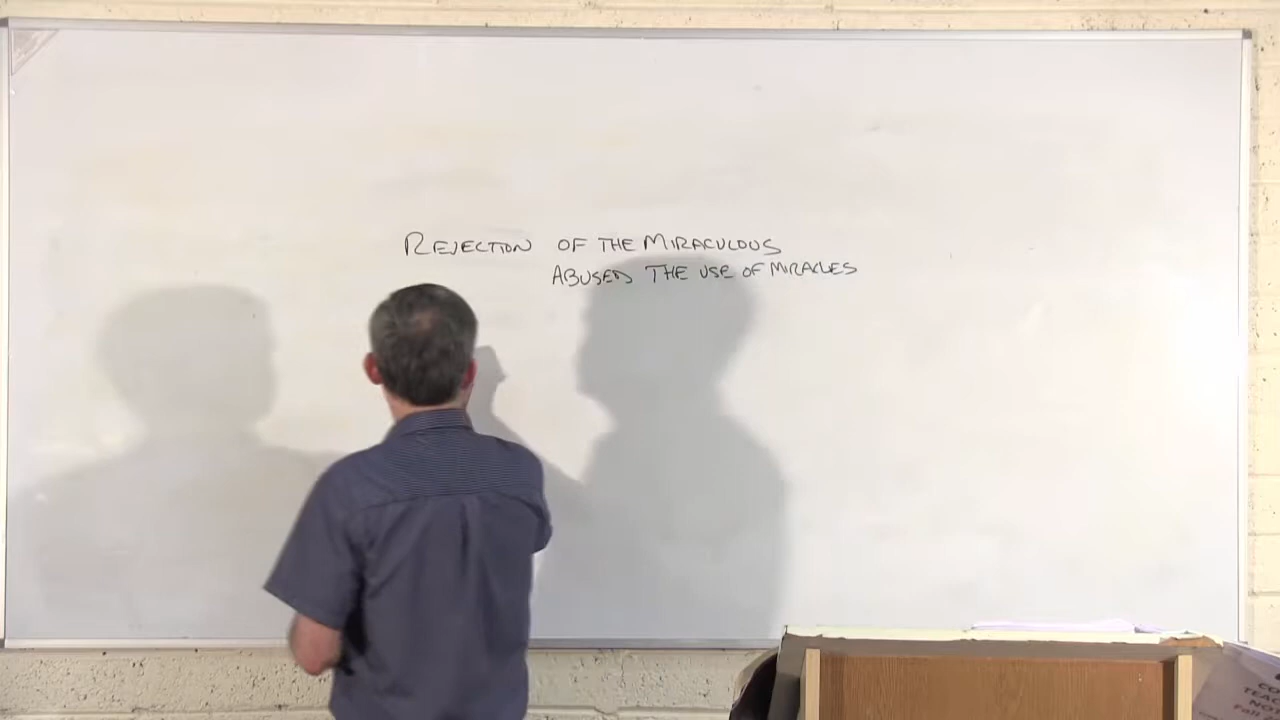 REJECTION OF THE MIRACULOUS
ABUSED THE USE OF MIRACLES